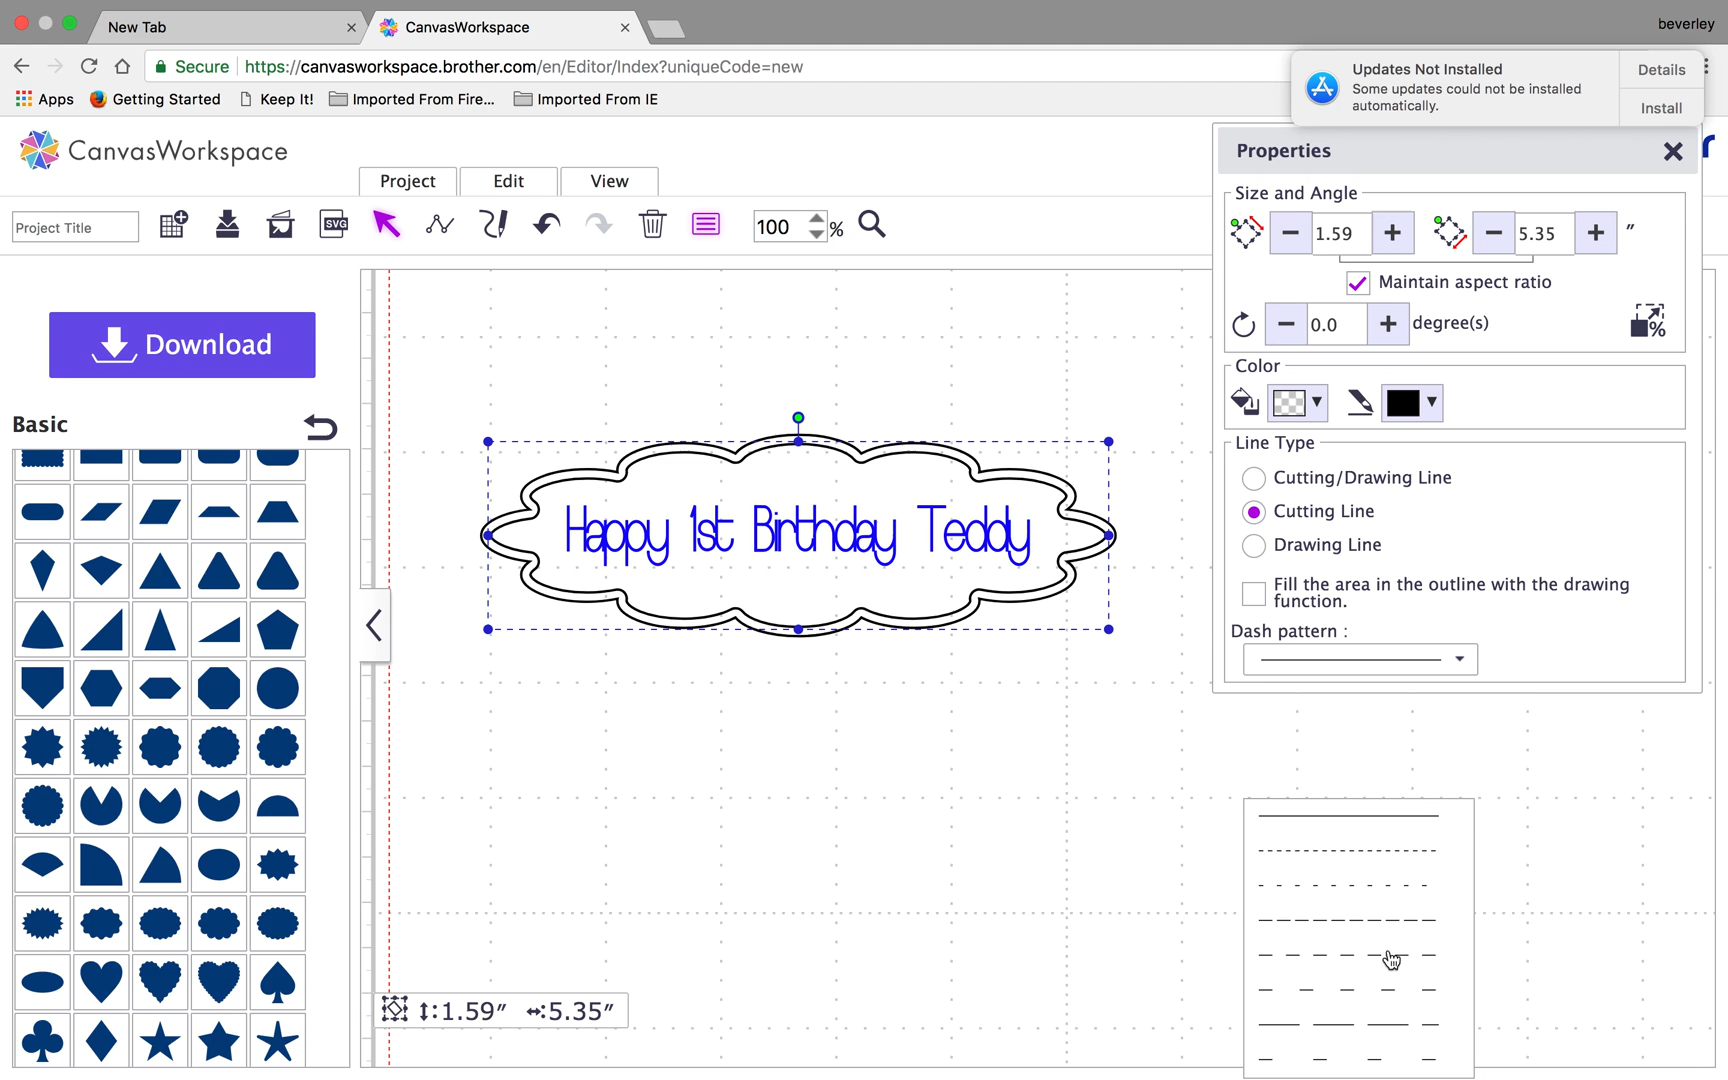 New Tab
CanvasWorkspace
beverley
Secure https://canvasworkspace.brother.com/en/Editor/Index?uniqueCode=new
Apps Getting Started Keep It! Imported From Fire... Imported From IE
Updates Not Installed
Some updates could not be installed
automatically.
Details
Install
CanvasWorkspace
Project Edit View
Project Title
SVG
100 %
Download
Basic
Happy 1st Birthday Teddy
1.59" 5.35"
Properties
Size and Angle
1.59 5.35 "
Maintain aspect ratio
0.0 degree(s)
%
Color
Line Type
Cutting/Drawing Line
Cutting Line
Drawing Line
Fill the area in the outline with the drawing
function.
Dash pattern :